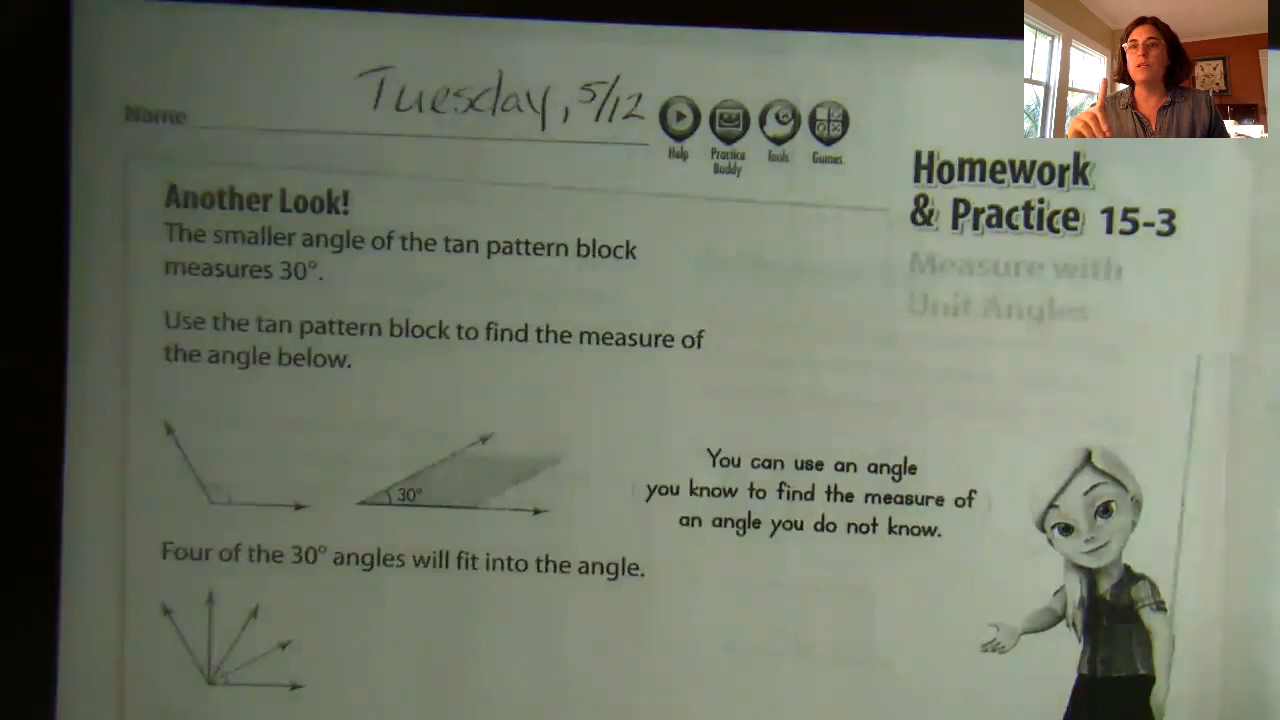 Tuesday, 5/12
Name
Help
Practice
Buddy
Tools
Games
Homework
& Practice 15-3
Measure with
Unit Angles
Another Look!
The smaller angle of the tan pattern block
measures 30°.
Use the tan pattern block to find the measure of
the angle below.
30°
You can use an angle
you know to find the measure of
an angle you do not know.
Four of the 30° angles will fit into the angle.